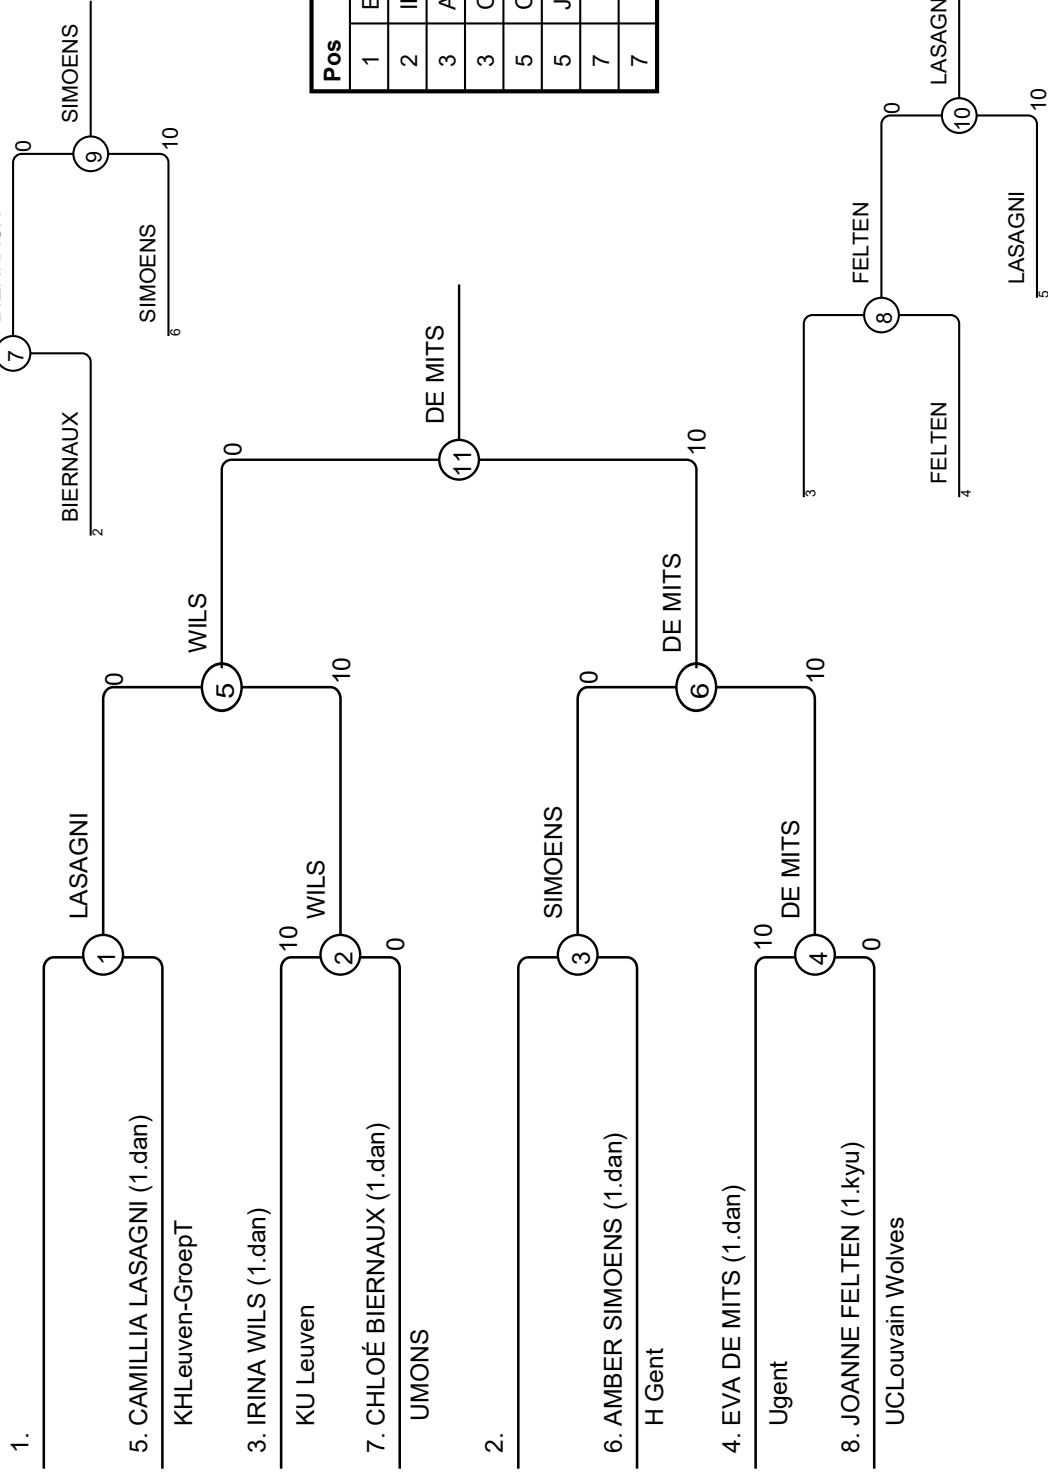 1.
5. CAMILLIA LASAGNI (1.dan)
KHLeuven-GroepT
3. IRINA WILS (1.dan)
KU Leuven
7. CHLOÉ BIERNAUX (1.dan)
UMONS
2.
6. AMBER SIMOENS (1.dan)
H Gent
4. EVA DE MITS (1.dan)
Ugent
8. JOANNE FELTEN (1.kyu)
UCLouvain Wolves
1
LASAGNI
0
10
2
0
WILS
10
3
SIMOENS
0
10
4
0
DE MITS
10
5
WILS
0
6
DE MITS
10
11
DE MITS
2
BIERNAUX
7
0
6
SIMOENS
10
9
SIMOENS
3
4
FELTEN
8
FELTEN
0
5
LASAGNI
10
10
LASAGN
Pos
1
2
3
3
5
5
7
7